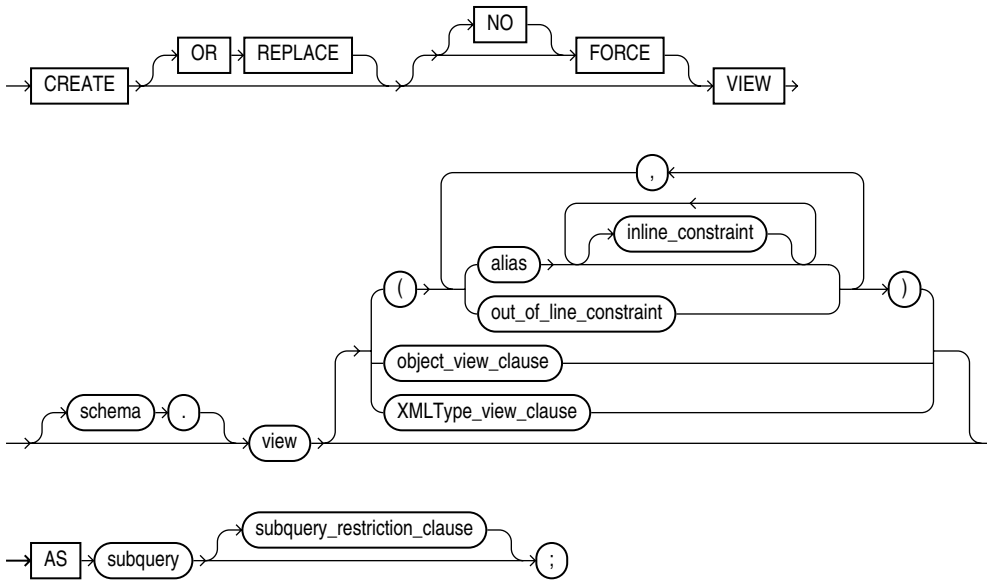 NO
OR REPLACE FORCE
CREATE VIEW
,
inline_constraint
alias
( )
out_of_line_constraint
object_view_clause
XMLType_view_clause
schema .
view
subquery_restriction_clause
AS subquery ;